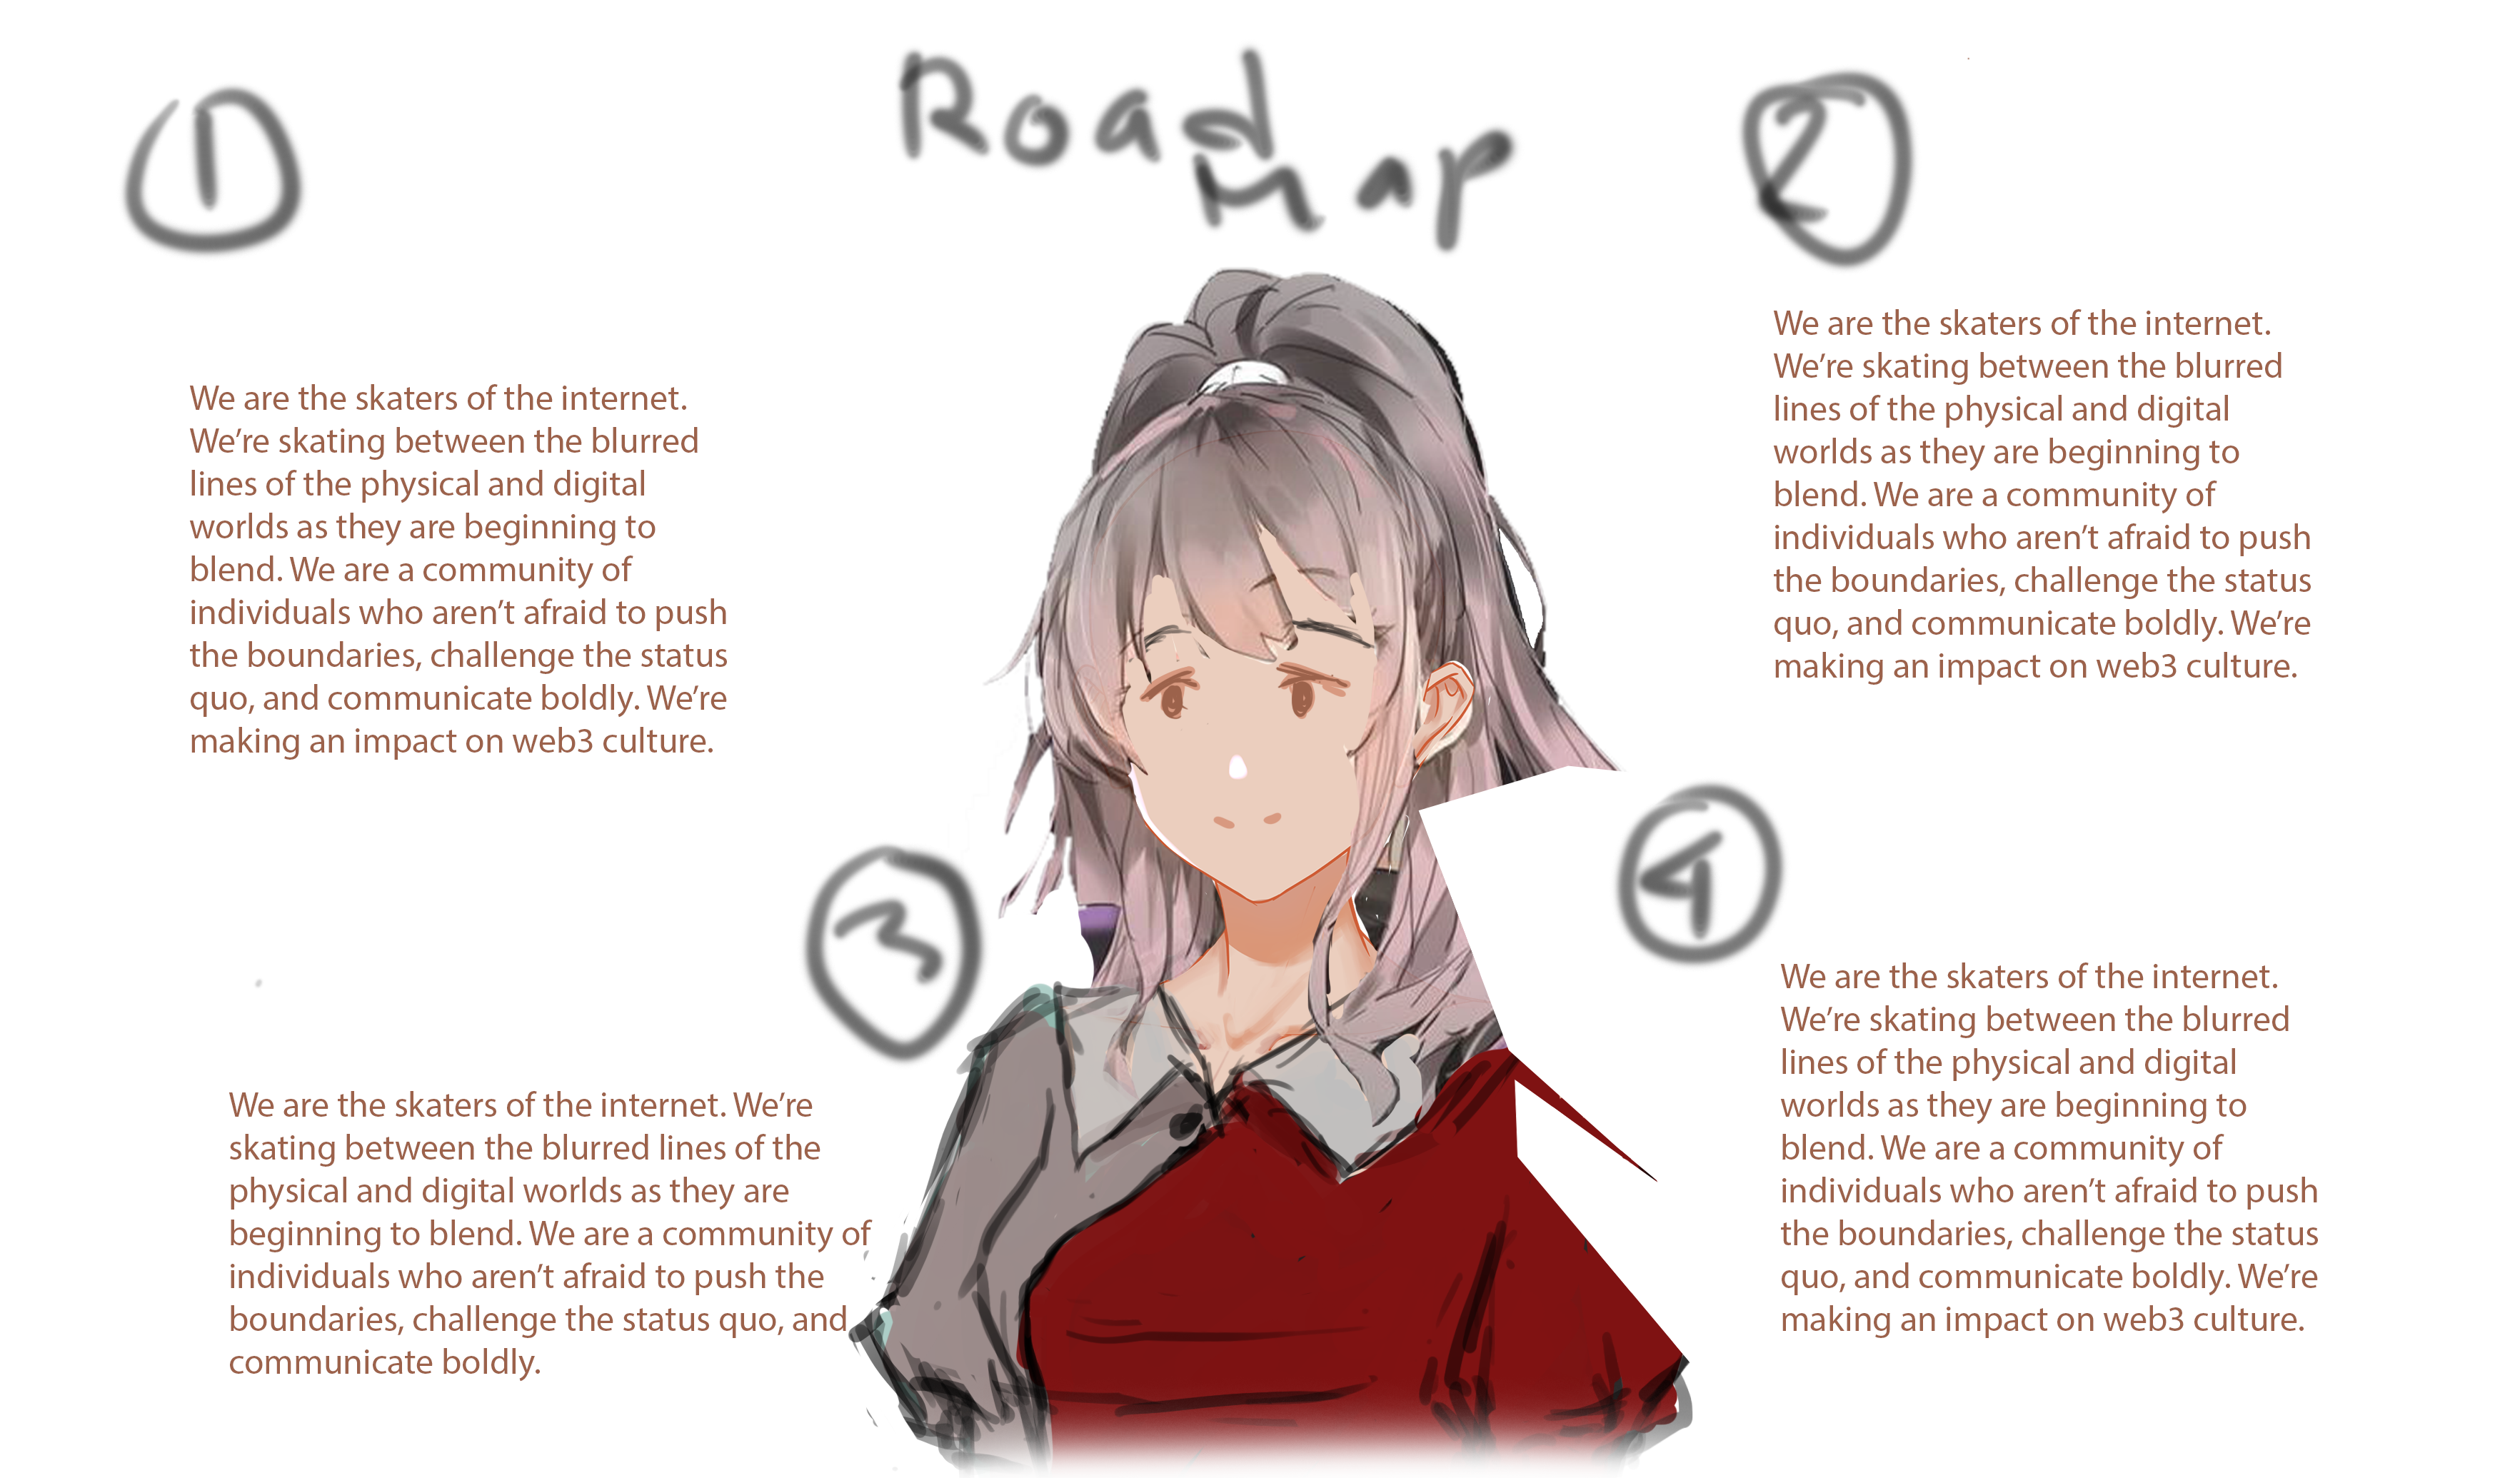 Road
Map
1
We are the skaters of the internet.
We’re skating between the blurred
lines of the physical and digital
worlds as they are beginning to
blend. We are a community of
individuals who aren’t afraid to push
the boundaries, challenge the status
quo, and communicate boldly. We’re
making an impact on web3 culture.
2
We are the skaters of the internet.
We’re skating between the blurred
lines of the physical and digital
worlds as they are beginning to
blend. We are a community of
individuals who aren’t afraid to push
the boundaries, challenge the status
quo, and communicate boldly. We’re
making an impact on web3 culture.
3
We are the skaters of the internet. We’re
skating between the blurred lines of the
physical and digital worlds as they are
beginning to blend. We are a community of
individuals who aren’t afraid to push the
boundaries, challenge the status quo, and
communicate boldly.
4
We are the skaters of the internet.
We’re skating between the blurred
lines of the physical and digital
worlds as they are beginning to
blend. We are a community of
individuals who aren’t afraid to push
the boundaries, challenge the status
quo, and communicate boldly. We’re
making an impact on web3 culture.